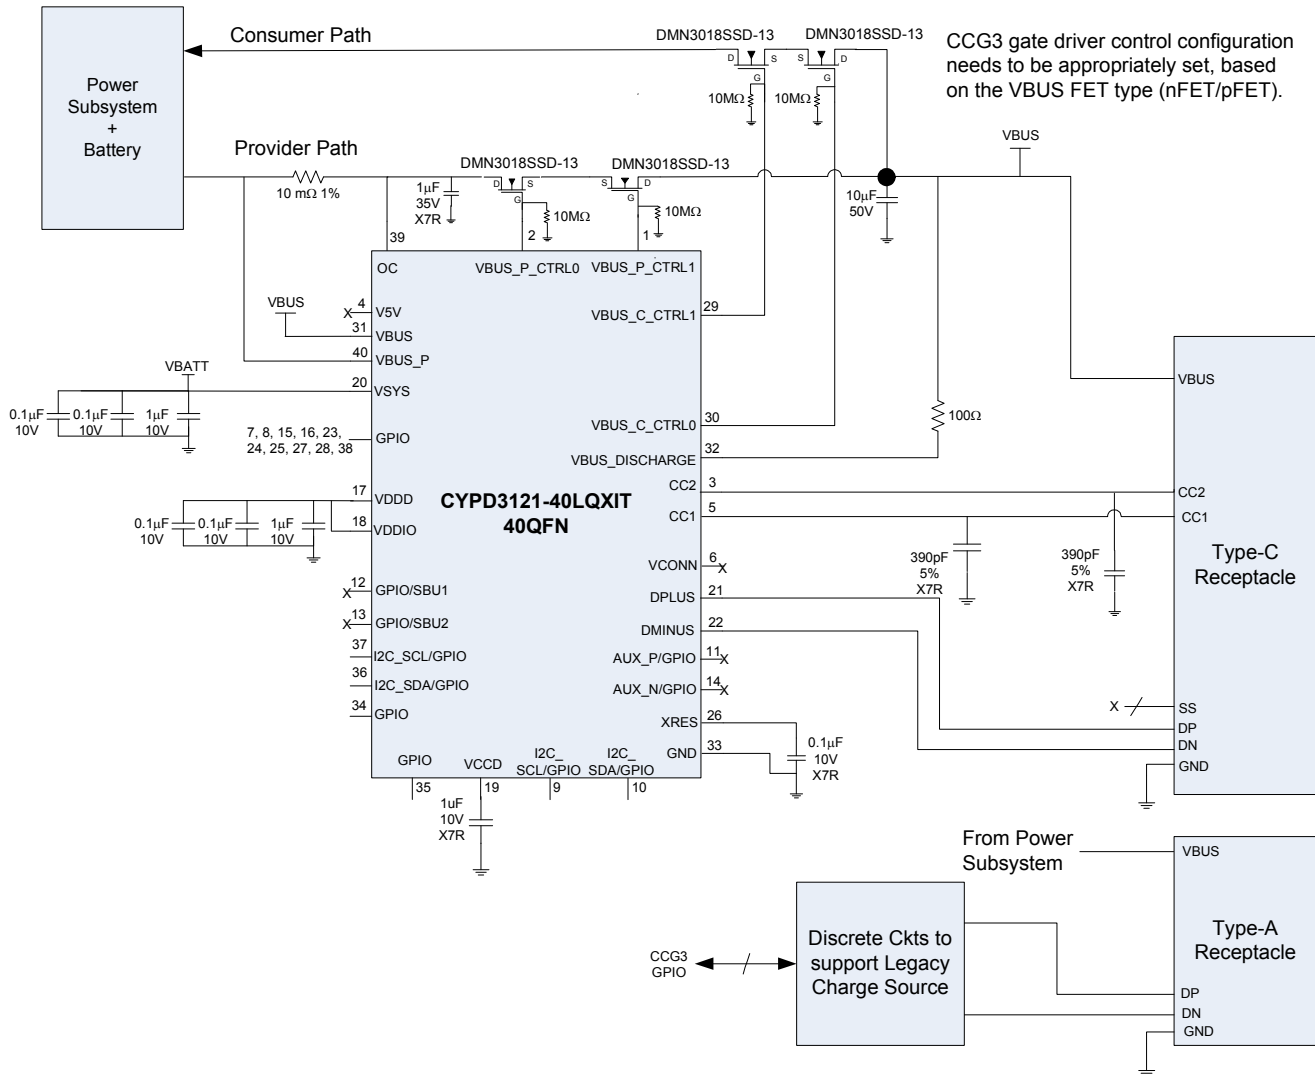 Consumer Path
DMN3018SSD-13
DMN3018SSD-13
CCG3 gate driver control configuration
needs to be appropriately set, based
on the VBUS FET type (nFET/pFET).
D
S
G
S
D
G
10MΩ
10MΩ
Power
Subsystem
+
Battery
VBUS
Provider Path
DMN3018SSD-13
DMN3018SSD-13
10 mΩ 1%
1µF
35V
X7R
D
S
G
S
D
G
10MΩ
10MΩ
10µF
50V
39
2
1
OC
VBUS_P_CTRL0
VBUS_P_CTRL1
VBUS
X
4
V5V
31
VBUS
40
VBUS_P
VBATT
20
VSYS
0.1µF
10V
0.1µF
10V
1µF
10V
7, 8, 15, 16, 23,
24, 25, 27, 28, 38
GPIO
17
VDDD
18
VDDIO
0.1µF
10V
0.1µF
10V
1µF
10V
X
12
GPIO/SBU1
X
13
GPIO/SBU2
37
I2C_SCL/GPIO
36
I2C_SDA/GPIO
34
GPIO
CYPD3121-40LQXIT
40QFN
VBUS_C_CTRL1
29
VBUS_C_CTRL0
30
VBUS_DISCHARGE
32
100Ω
CC2
3
CC1
5
VCONN
6
X
DPLUS
21
DMINUS
22
AUX_P/GPIO
11
X
AUX_N/GPIO
14
X
XRES
26
GND
33
390pF
5%
X7R
390pF
5%
X7R
0.1µF
10V
X7R
GPIO
VCCD
I2C_
SCL/GPIO
I2C_
SDA/GPIO
35
19
9
10
1uF
10V
X7R
VBUS
CC2
CC1
Type-C
Receptacle
X
SS
DP
DN
GND
From Power
Subsystem
VBUS
Type-A
Receptacle
DP
DN
GND
CCG3
GPIO
Discrete Ckts to
support Legacy
Charge Source